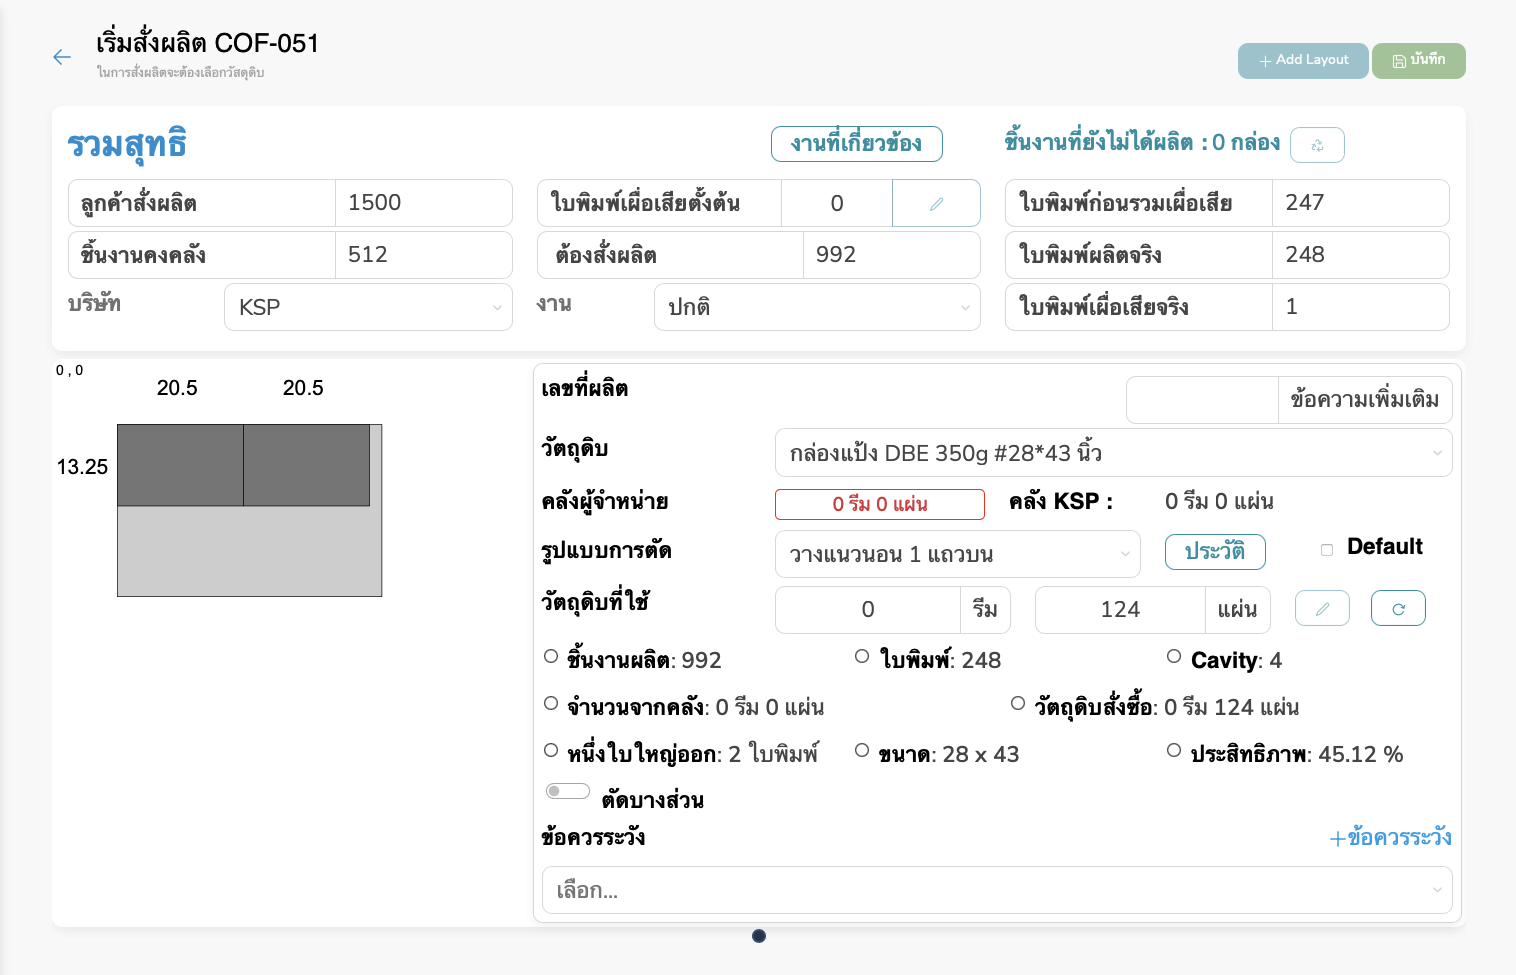 เริ่มสั่งผลิต COF-051
ในการสั่งผลิตจะต้องเลือกวัสดุดิบ
Add Layout
บันทึก
รวมสุทธิ
งานที่เกี่ยวข้อง
ชิ้นงานที่ยังไม่ได้ผลิต : 0 กล่อง
ลูกค้าสั่งผลิต 1500
ใบพิมพ์เผื่อเสียตั้งต้น 0
ใบพิมพ์ก่อนรวมเผื่อเสีย 247
ชิ้นงานคงคลัง 512
ต้องสั่งผลิต 992
ใบพิมพ์ผลิตจริง 248
บริษัท KSP
งาน ปกติ
ใบพิมพ์เผื่อเสียจริง 1
0 , 0
20.5 20.5
13.25
เลขที่ผลิต
ข้อความเพิ่มเติม
วัตถุดิบ กล่องแป้ง DBE 350g #28*43 นิ้ว
คลังผู้จำหน่าย 0 รีม 0 แผ่น คลัง KSP : 0 รีม 0 แผ่น
รูปแบบการตัด วางแนวนอน 1 แถวบน ประวัติ Default
วัตถุดิบที่ใช้ 0 รีม 124 แผ่น
ชิ้นงานผลิต: 992 ใบพิมพ์: 248 Cavity: 4
จำนวนจากคลัง: 0 รีม 0 แผ่น วัตถุดิบสั่งซื้อ: 0 รีม 124 แผ่น
หนึ่งใบใหญ่ออก: 2 ใบพิมพ์ ขนาด: 28 x 43 ประสิทธิภาพ: 45.12 %
ตัดบางส่วน
ข้อควรระวัง
+ข้อควรระวัง
เลือก...